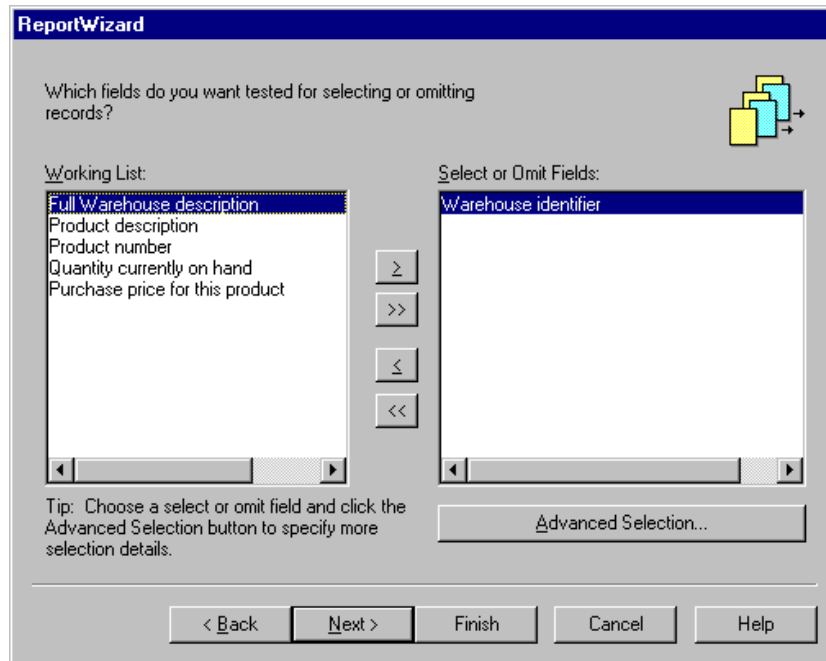 ReportWizard
Which fields do you want tested for selecting or omitting
records?
Working List:
Full Warehouse description
Product description
Product number
Quantity currently on hand
Purchase price for this product
>
>>
<
<<
Select or Omit Fields:
Warehouse identifier
Tip: Choose a select or omit field and click the
Advanced Selection button to specify more
selection details.
Advanced Selection...
< Back
Next >
Finish
Cancel
Help